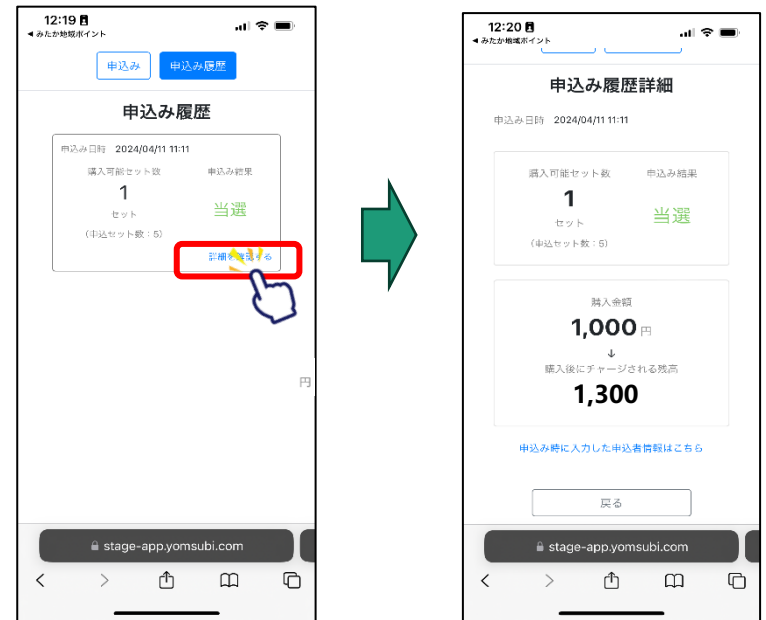 12:19
◀ みたか地域ポイント
申込み
申込み履歴
申込み履歴
申込み日時 2024/04/11 11:11
購入可能セット数
申込み結果
1
セット
当選
(申込セット数：5)
詳細を確認する
円
stage-app.yomsubi.com
12:20
◀ みたか地域ポイント
申込み履歴詳細
申込み日時 2024/04/11 11:11
購入可能セット数
申込み結果
1
セット
当選
(申込セット数：5)
購入金額
1,000 円
↓
購入後にチャージされる残高
1,300
申込み時に入力した申込者情報はこちら
戻る
stage-app.yomsubi.com